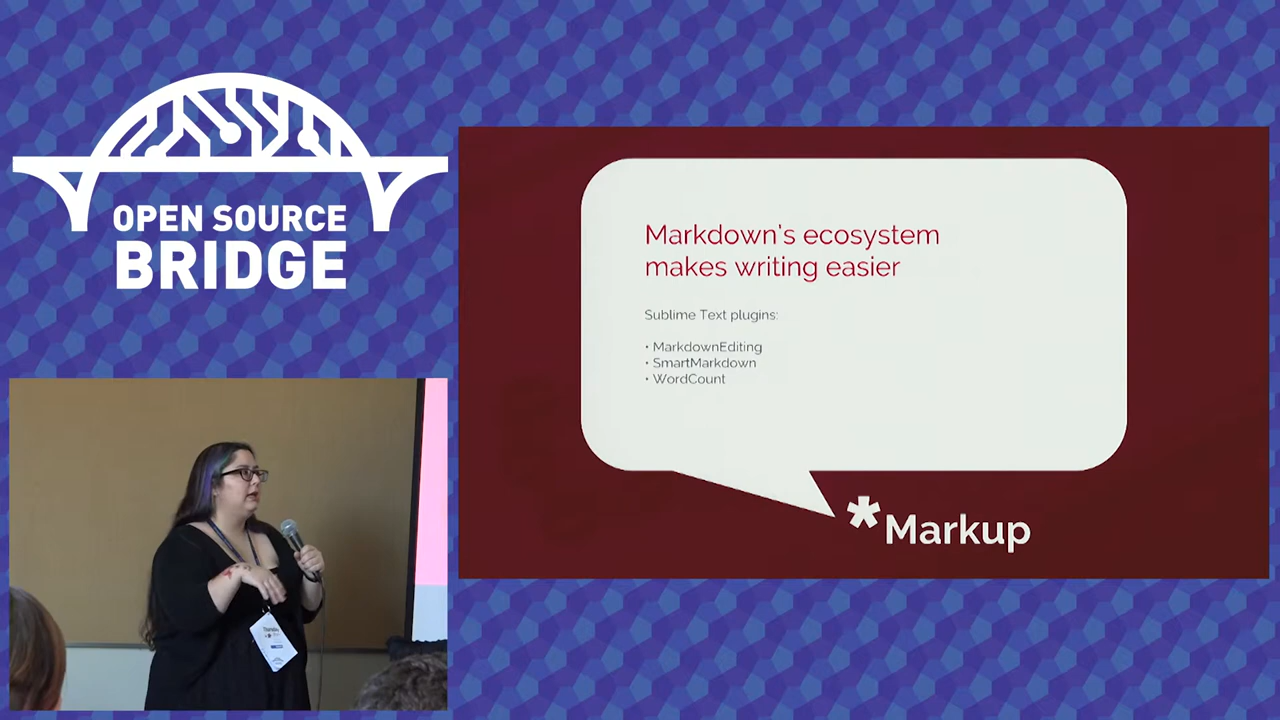 OPEN SOURCE
BRIDGE
Markdown's ecosystem
makes writing easier
Sublime Text plugins:
• MarkdownEditing
• SmartMarkdown
• WordCount
*Markup